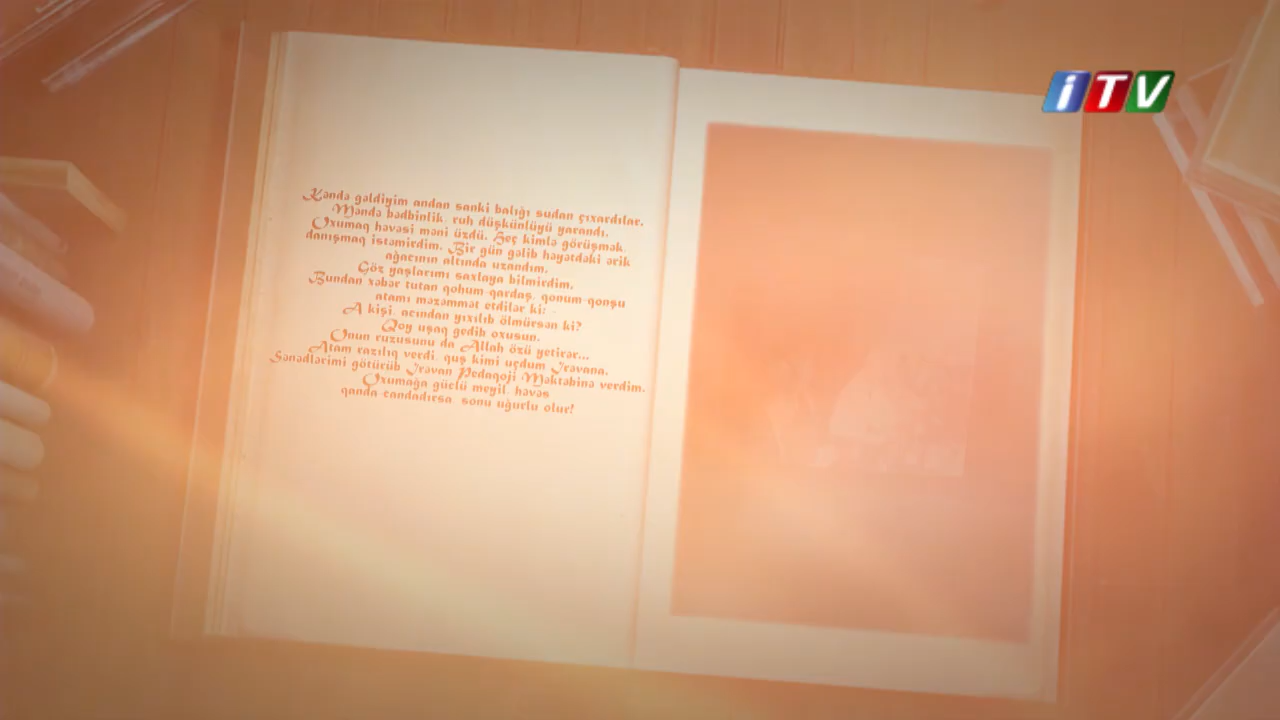 Kəndə gəldiyim andan sanki balığı sudan çıxardılar.
Məndə bədbinlik, ruh düşkünlüyü yarandı.
Oxumaq həvəsi məni üzdü. Heç kimlə görüşmək,
danışmaq istəmirdim. Bir gün gəlib həyətdəki ərik
ağacının altında uzandım.
Göz yaşlarımı saxlaya bilmirdim.
Bundan xəbər tutan qohum-qardaş, qonum-qonşu
atamı məzəmmət etdilər ki: -
A kişi, acından yıxılıb ölmürsən ki?
Qoy uşaq gedib oxusun.
Onun ruzusunu da Allah özü yetirər...
Atam razılıq verdi, quş kimi uçdum İrəvana.
Sənədlərimi götürüb İrəvan Pedaqoji Məktəbinə verdim.
Oxumağa güclü meyil, həvəs
qanda-candadırsa, sonu uğurlu olur!
iTV